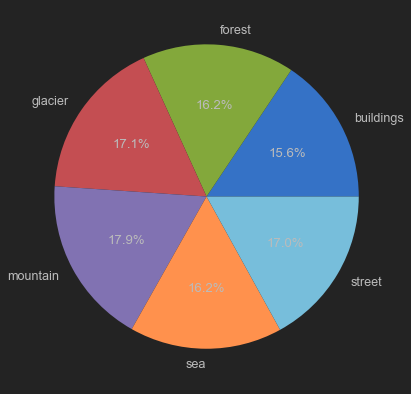 forest
glacier
16.2%
buildings
17.1%
15.6%
17.9%
17.0%
mountain
street
16.2%
sea